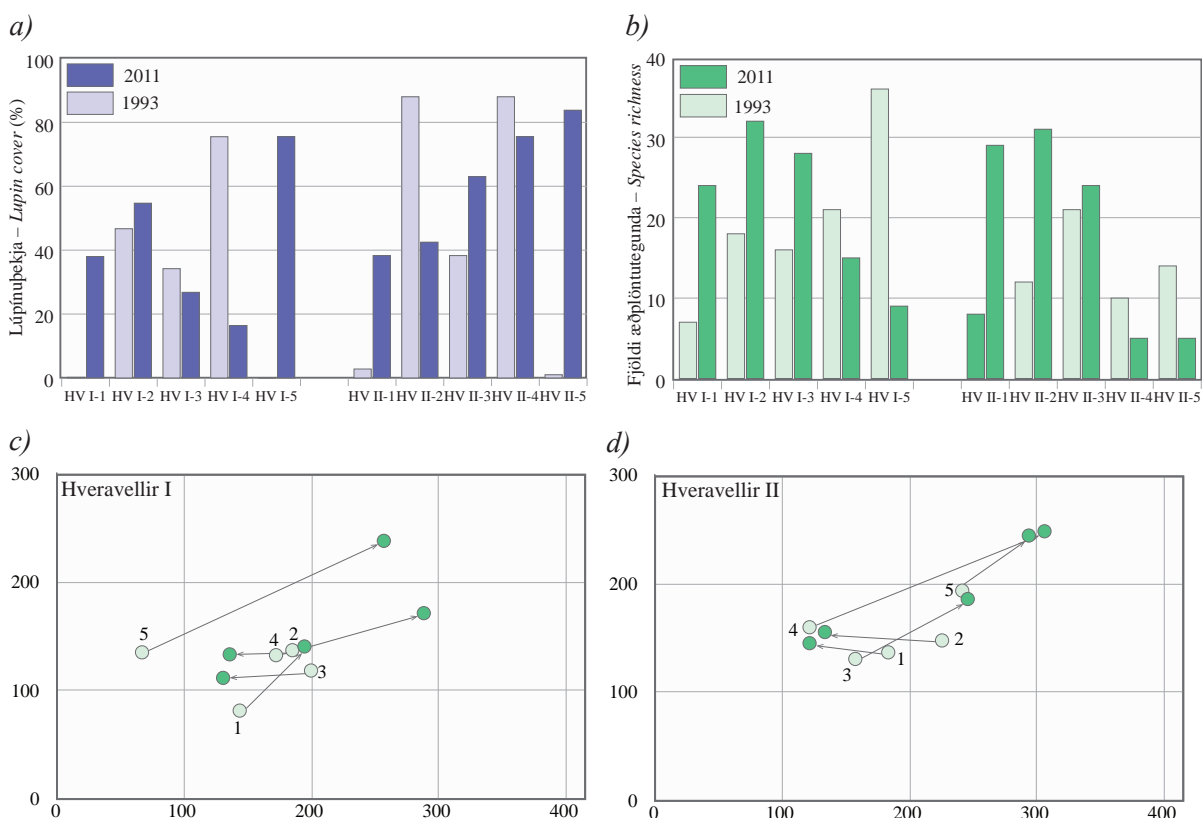 a)
Lúpínuþekja – Lupin cover (%)
100
80
60
40
20
0
2011
1993
HV I-1 HV I-2 HV I-3 HV I-4 HV I-5 HV II-1 HV II-2 HV II-3 HV II-4 HV II-5
b)
Fjöldi æðplöntutegunda – Species richness
40
30
20
10
0
2011
1993
HV I-1 HV I-2 HV I-3 HV I-4 HV I-5 HV II-1 HV II-2 HV II-3 HV II-4 HV II-5
c)
300
200
100
0
Hveravellir I
5
4
2
3
1
0 100 200 300 400
d)
300
200
100
0
Hveravellir II
5
4
2
1
3
0 100 200 300 400